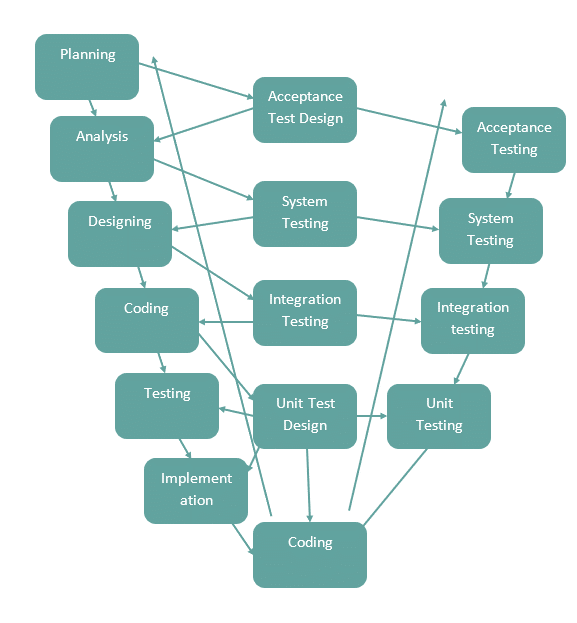 Planning
Analysis
Designing
Coding
Testing
Implement
ation
Acceptance
Test Design
System
Testing
Integration
Testing
Unit Test
Design
Coding
Acceptance
Testing
System
Testing
Integration
testing
Unit
Testing